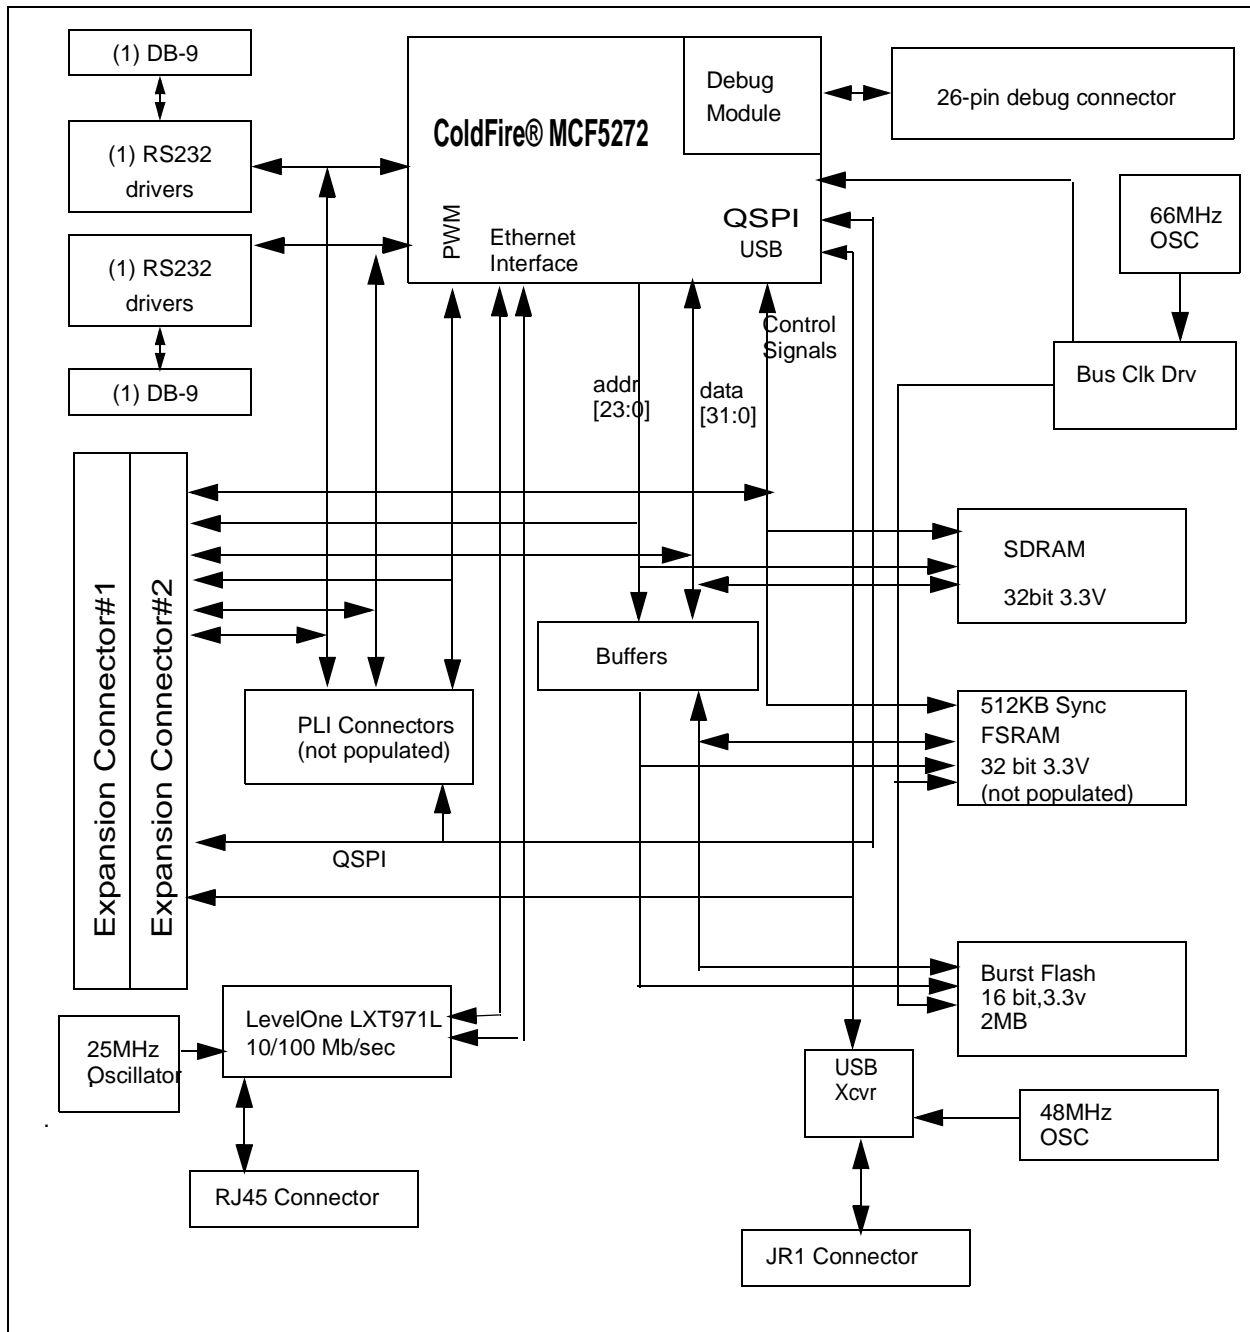 (1) DB-9
(1) RS232
drivers
(1) RS232
drivers
(1) DB-9
ColdFire® MCF5272
Debug
Module
PWM
Ethernet
Interface
QSPI
USB
26-pin debug connector
66MHz
OSC
Bus Clk Drv
Control
Signals
addr
[23:0]
data
[31:0]
Expansion Connector#1
Expansion Connector#2
SDRAM
32bit 3.3V
Buffers
PLI Connectors
(not populated)
512KB Sync
FSRAM
32 bit 3.3V
(not populated)
QSPI
Burst Flash
16 bit,3.3v
2MB
LevelOne LXT971L
10/100 Mb/sec
25MHz
Oscillator
.
USB
Xcvr
48MHz
OSC
RJ45 Connector
JR1 Connector